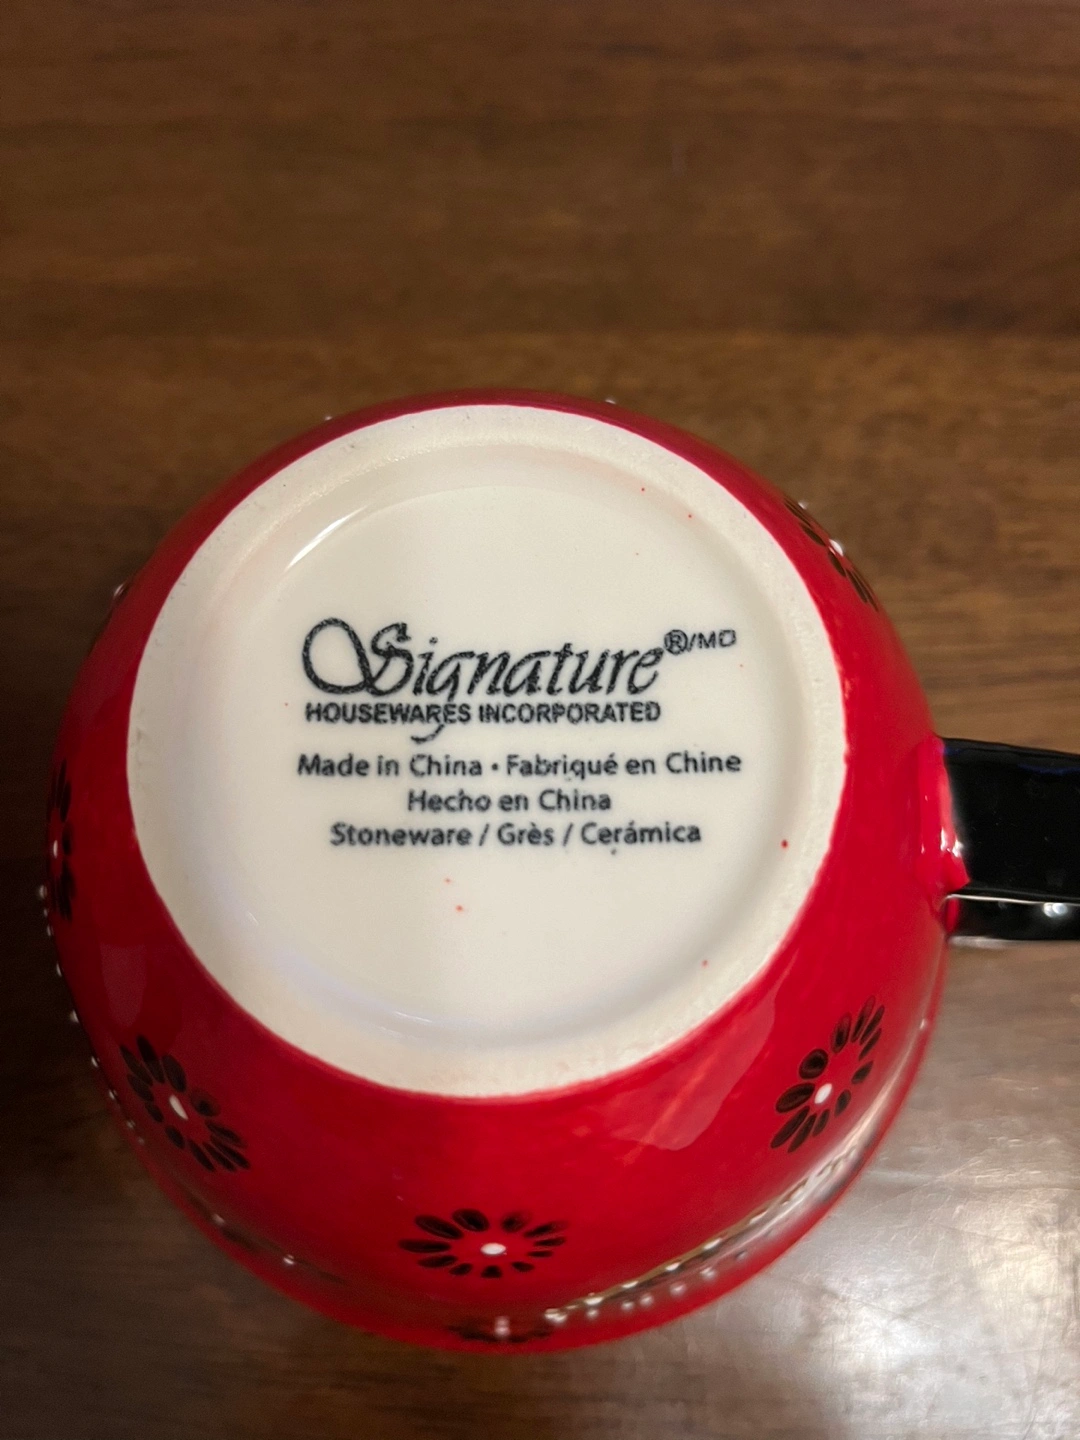 Signature®/MD
HOUSEWARES INCORPORATED
Made in China • Fabriqué en Chine
Hecho en China
Stoneware / Grès / Cerámica